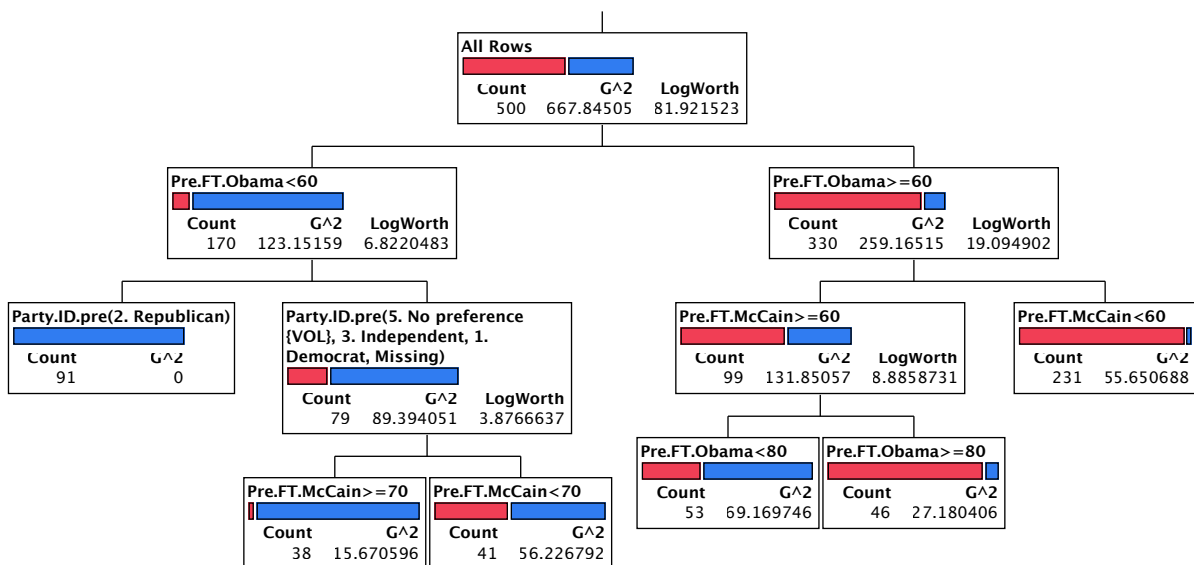 All Rows
Count G^2 LogWorth
500 667.84505 81.921523
Pre.FT.Obama<60
Count G^2 LogWorth
170 123.15159 6.8220483
Pre.FT.Obama>=60
Count G^2 LogWorth
330 259.16515 19.094902
Party.ID.pre(2. Republican)
Count G^2
91 0
Party.ID.pre(5. No preference
{VOL}, 3. Independent, 1.
Democrat, Missing)
Count G^2 LogWorth
79 89.394051 3.8766637
Pre.FT.McCain>=60
Count G^2 LogWorth
99 131.85057 8.8858731
Pre.FT.McCain<60
Count G^2
231 55.650688
Pre.FT.McCain>=70
Count G^2
38 15.670596
Pre.FT.McCain<70
Count G^2
41 56.226792
Pre.FT.Obama<80
Count G^2
53 69.169746
Pre.FT.Obama>=80
Count G^2
46 27.180406